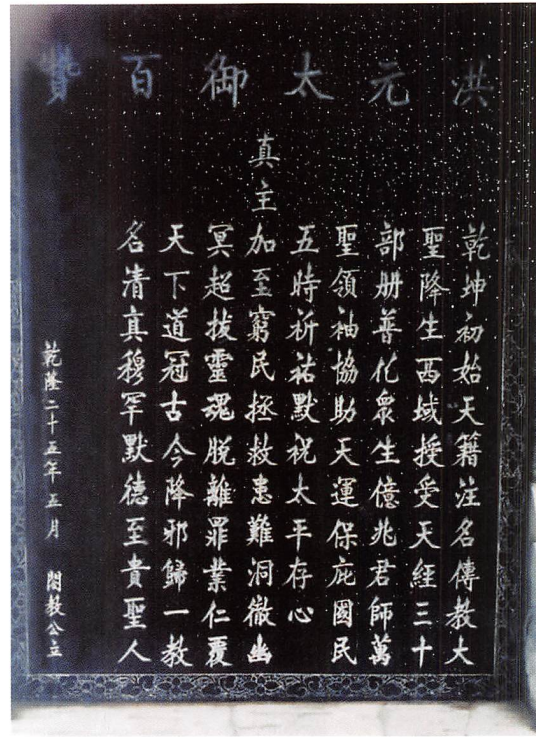 洪元太御百贊
乾坤初始天籍注名傳教大
聖降生西域授受天經三十
部册普化衆生億兆君師萬
聖領袖協助天運保庇國民
五時祈祐默祝太平存心
真主加至窮民拯救患難洞徹幽
冥超拔靈魂脱離罪業仁覆
天下道冠古今降邪歸一教
名清真穆罕默德至貴聖人
乾隆二十五年五月 閤教公立